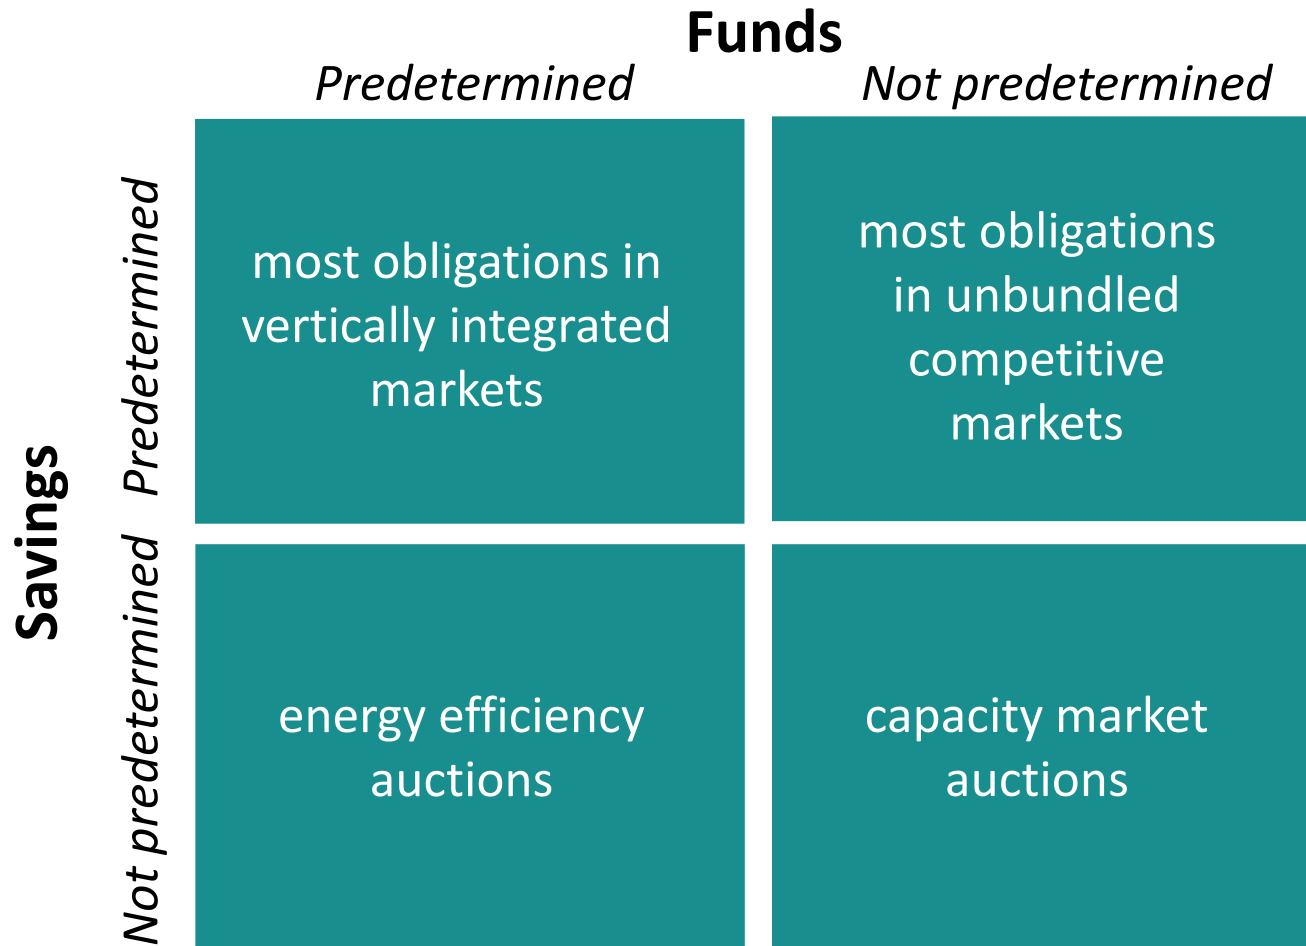 Funds
Predetermined
Not predetermined
Savings
Predetermined
most obligations in
vertically integrated
markets
most obligations
in unbundled
competitive
markets
Not predetermined
energy efficiency
auctions
capacity market
auctions